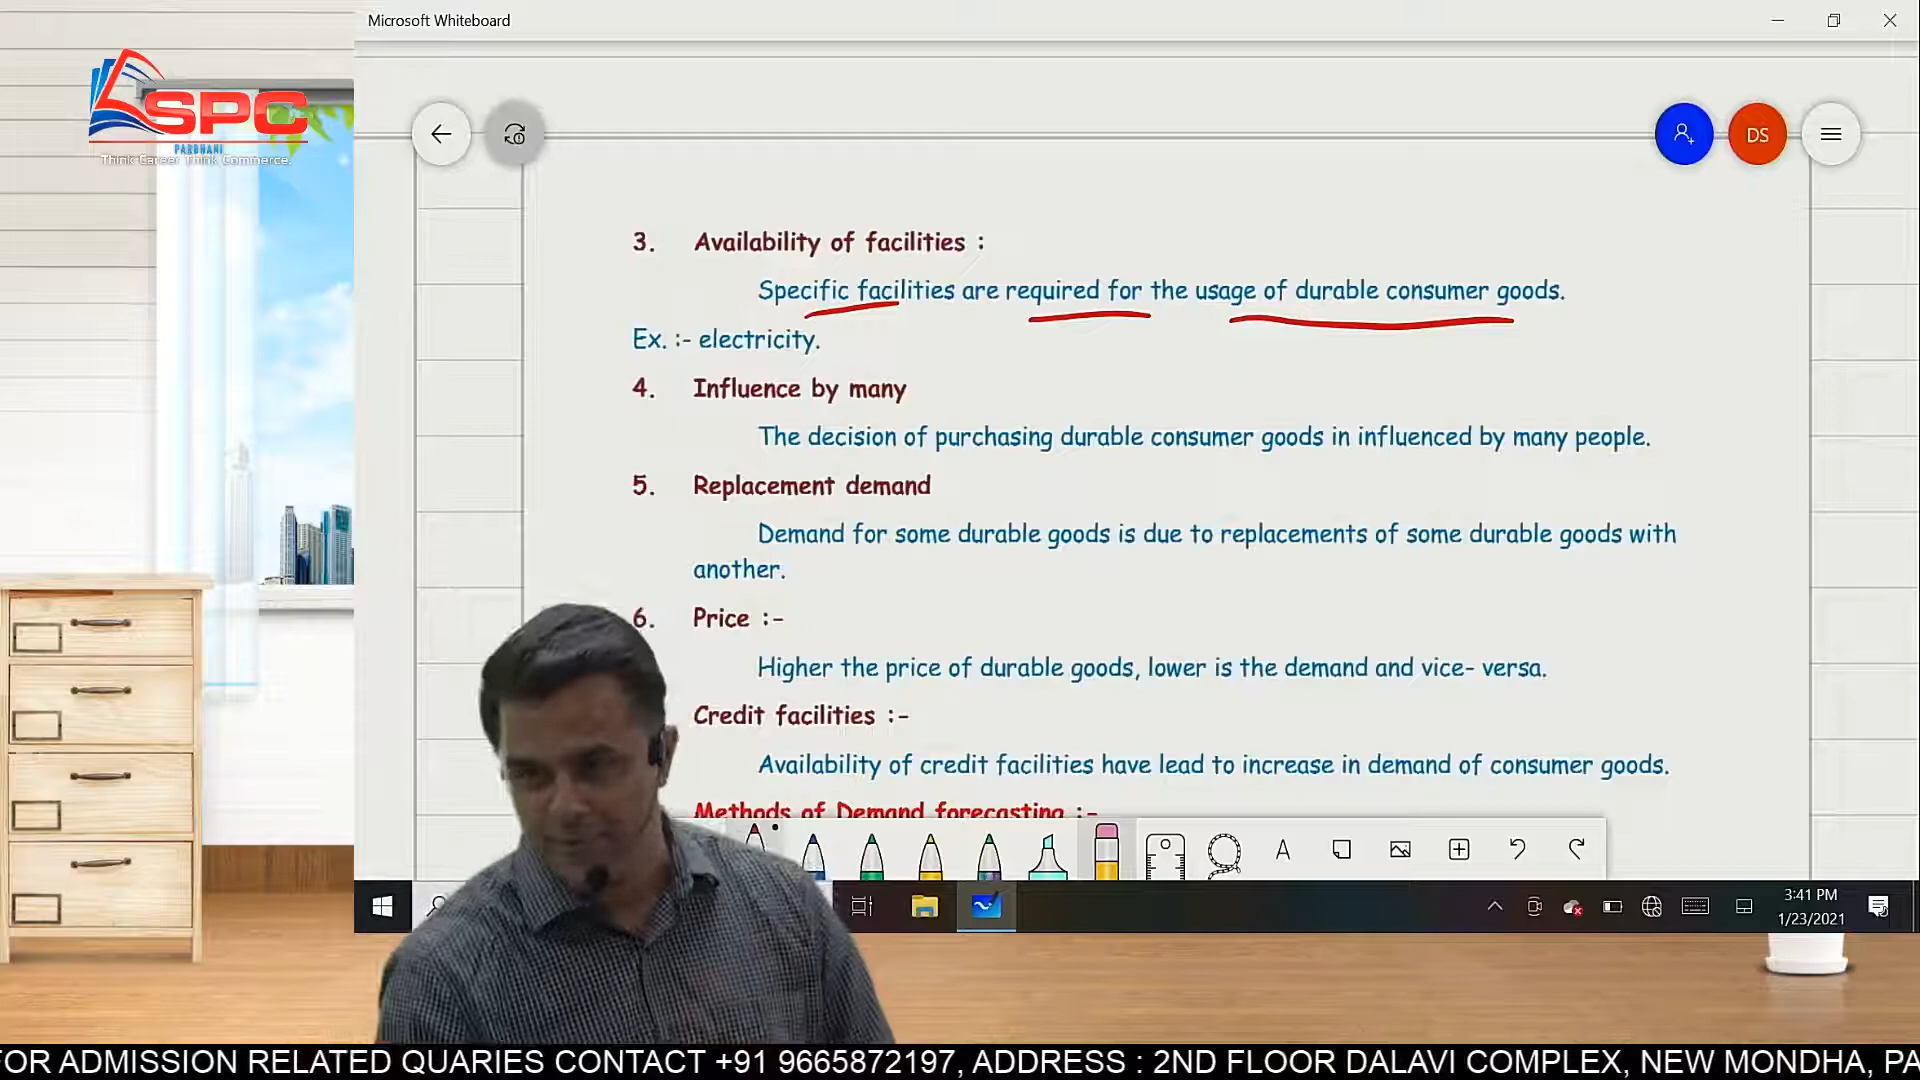 Microsoft Whiteboard
SPC
PARBHANI
Think Career Think Commerce.
DS
3. Availability of facilities :
Specific facilities are required for the usage of durable consumer goods.
Ex. :- electricity.
4. Influence by many
The decision of purchasing durable consumer goods in influenced by many people.
5. Replacement demand
Demand for some durable goods is due to replacements of some durable goods with
another.
6. Price :-
Higher the price of durable goods, lower is the demand and vice- versa.
Credit facilities :-
Availability of credit facilities have lead to increase in demand of consumer goods.
Methods of Demand forecasting :-
3:41 PM
1/23/2021
FOR ADMISSION RELATED QUARIES CONTACT +91 9665872197, ADDRESS : 2ND FLOOR DALAVI COMPLEX, NEW MONDHA, PA